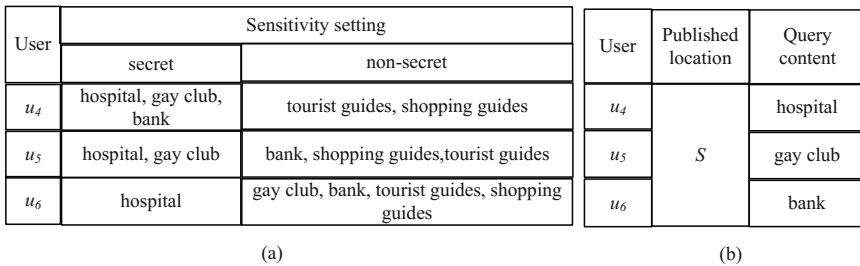 User
Sensitivity setting
secret
non-secret
u4
hospital, gay club,
bank
tourist guides, shopping guides
u5
hospital, gay club
bank, shopping guides,tourist guides
u6
hospital
gay club, bank, tourist guides, shopping
guides
(a)
User
Published
location
Query
content
u4
S
hospital
u5
gay club
u6
bank
(b)